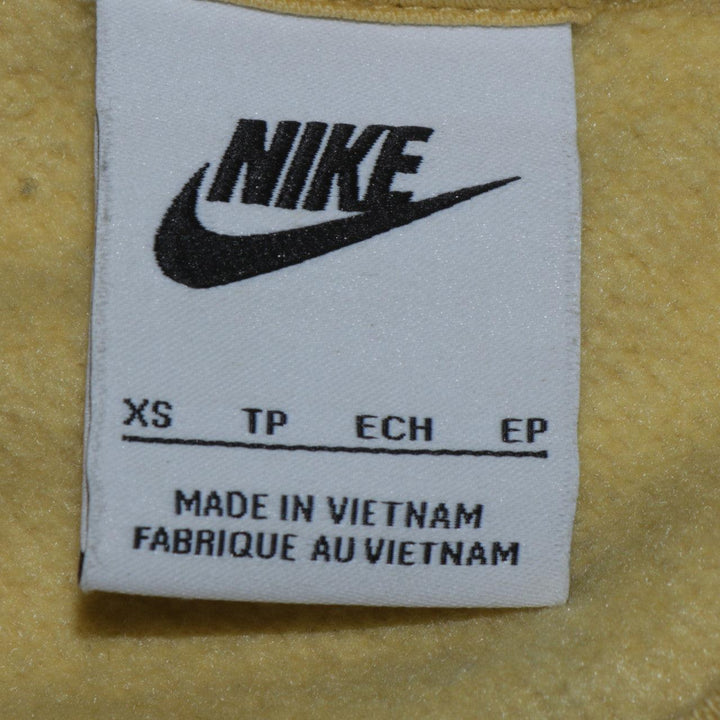 NIKE
XS TP ECH EP
MADE IN VIETNAM
FABRIQUE AU VIETNAM